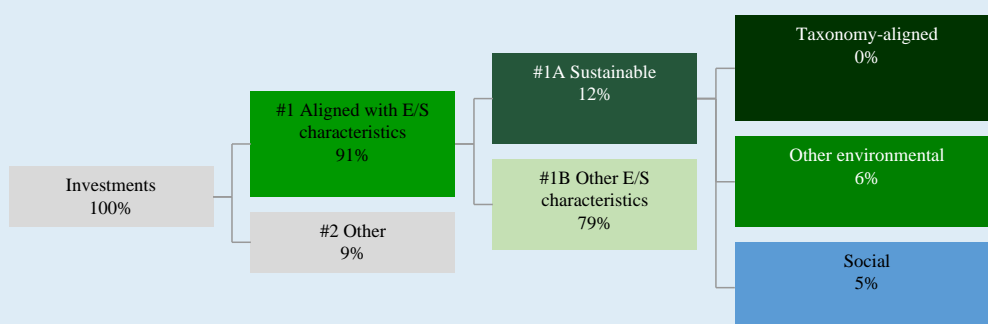 Investments
100%
#1 Aligned with E/S
characteristics
91%
#2 Other
9%
#1A Sustainable
12%
#1B Other E/S
characteristics
79%
Taxonomy-aligned
0%
Other environmental
6%
Social
5%